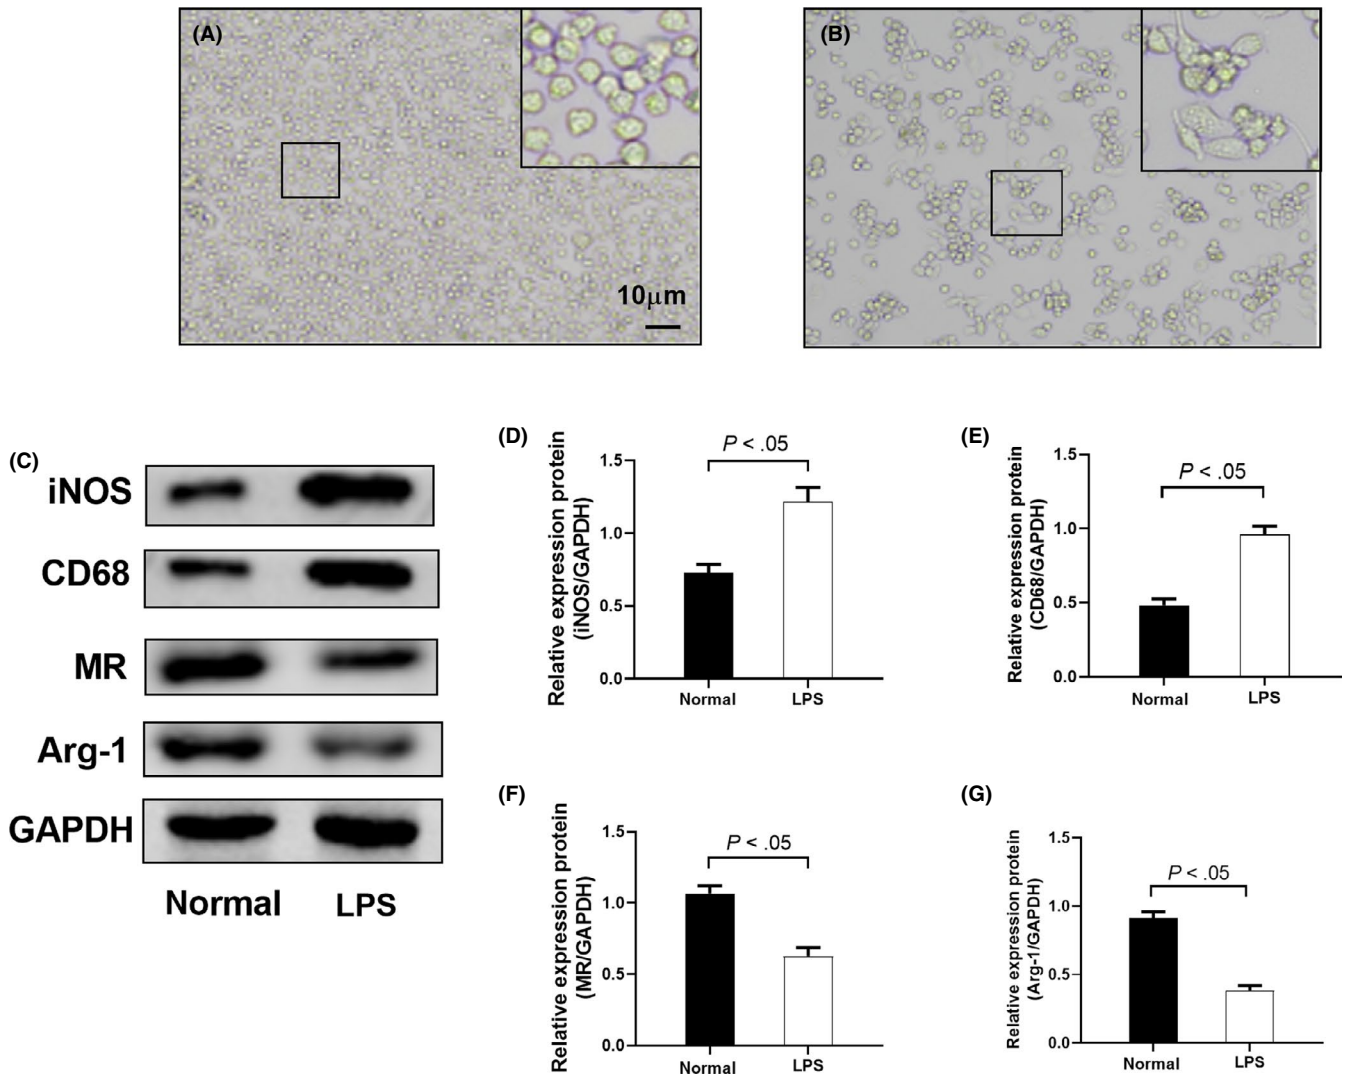 (A)
10μm
(B)
(C)
iNOS
CD68
MR
Arg-1
GAPDH
Normal LPS
(D)
Relative expression protein
(iNOS/GAPDH)
P < .05
1.5
1.0
0.5
0.0
Normal LPS
(E)
Relative expression protein
(CD68/GAPDH)
P < .05
1.5
1.0
0.5
0.0
Normal LPS
(F)
Relative expression protein
(MR/GAPDH)
P < .05
1.5
1.0
0.5
0.0
Normal LPS
(G)
Relative expression protein
(Arg-1/GAPDH)
P < .05
1.5
1.0
0.5
0.0
Normal LPS